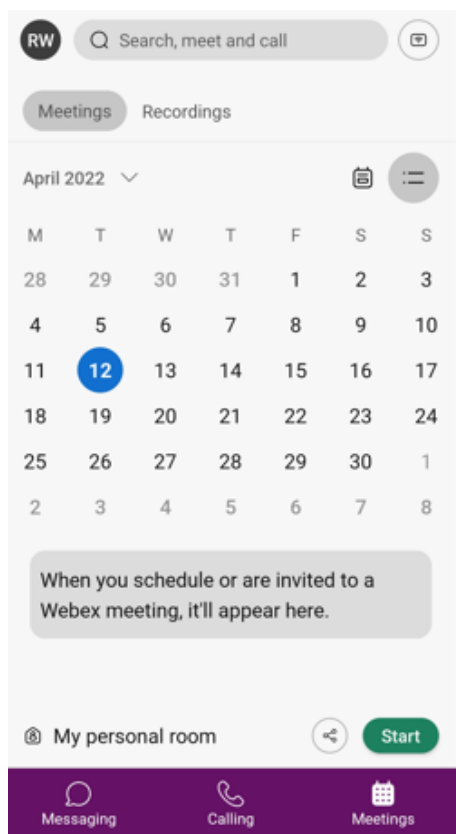 RW Search, meet and call
Meetings Recordings
April 2022
M T W T F S S
28 29 30 31 1 2 3
4 5 6 7 8 9 10
11 12 13 14 15 16 17
18 19 20 21 22 23 24
25 26 27 28 29 30 1
2 3 4 5 6 7 8
When you schedule or are invited to a
Webex meeting, it'll appear here.
My personal room Start
Messaging Calling Meetings